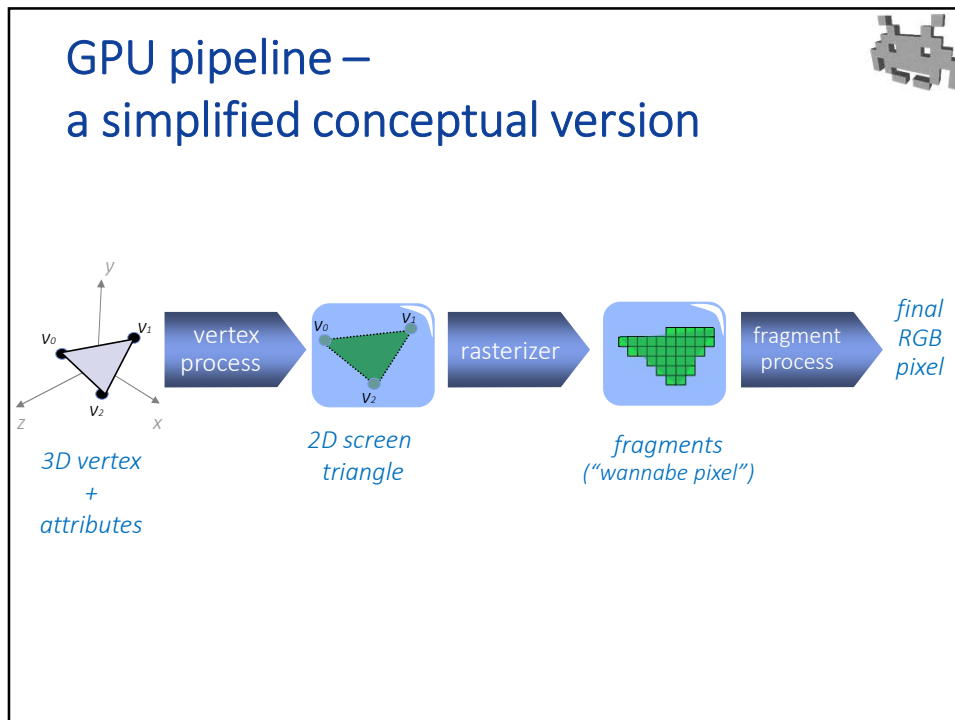 GPU pipeline –
a simplified conceptual version
y
v0
v1
v2
z
x
3D vertex
+
attributes
vertex
process
v0
v1
v2
2D screen
triangle
rasterizer
fragments
(“wannabe pixel”)
fragment
process
final
RGB
pixel